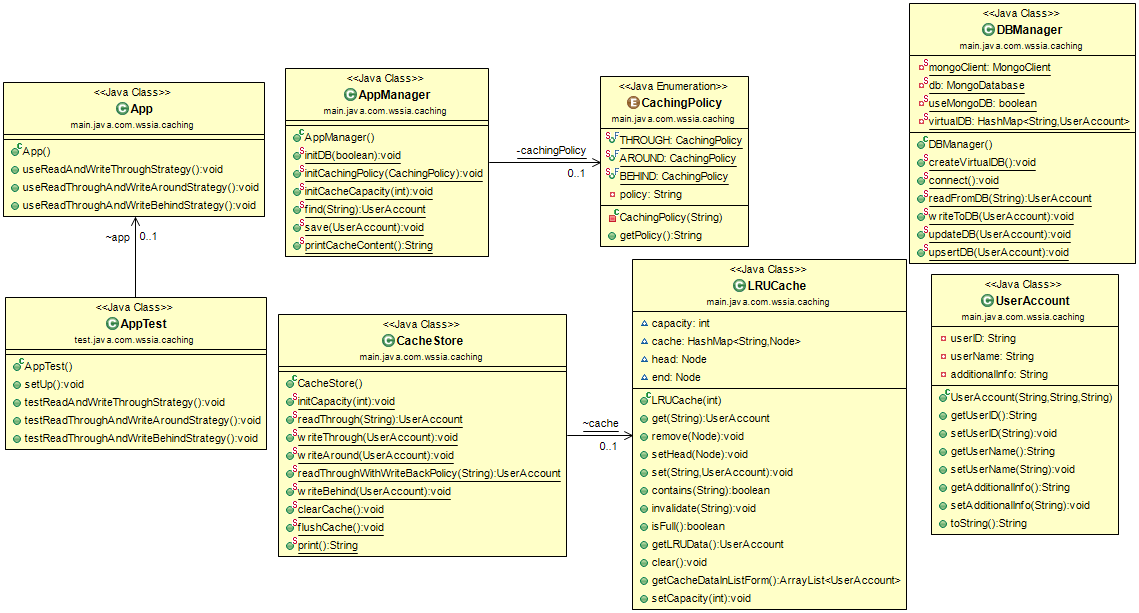 <<Java Class>>
App
main.java.com.wssia.caching
App()
useReadAndWriteThroughStrategy():void
useReadThroughAndWriteAroundStrategy():void
useReadThroughAndWriteBehindStrategy():void
~app
0..1
<<Java Class>>
AppTest
test.java.com.wssia.caching
AppTest()
setUp():void
testReadAndWriteThroughStrategy():void
testReadThroughAndWriteAroundStrategy():void
testReadThroughAndWriteBehindStrategy():void
<<Java Class>>
AppManager
main.java.com.wssia.caching
AppManager()
initDB(boolean):void
initCachingPolicy(CachingPolicy):void
initCacheCapacity(int):void
find(String):UserAccount
save(UserAccount):void
printCacheContent():String
-cachingPolicy
0..1
<<Java Enumeration>>
CachingPolicy
main.java.com.wssia.caching
THROUGH: CachingPolicy
AROUND: CachingPolicy
BEHIND: CachingPolicy
policy: String
CachingPolicy(String)
getPolicy():String
<<Java Class>>
DBManager
main.java.com.wssia.caching
mongoClient: MongoClient
db: MongoDatabase
useMongoDB: boolean
virtualDB: HashMap<String,UserAccount>
DBManager()
createVirtualDB():void
connect():void
readFromDB(String):UserAccount
writeToDB(UserAccount):void
updateDB(UserAccount):void
upsertDB(UserAccount):void
<<Java Class>>
CacheStore
main.java.com.wssia.caching
CacheStore()
initCapacity(int):void
readThrough(String):UserAccount
writeThrough(UserAccount):void
writeAround(UserAccount):void
readThroughWithWriteBackPolicy(String):UserAccount
writeBehind(UserAccount):void
clearCache():void
flushCache():void
print():String
~cache
0..1
<<Java Class>>
LRUCache
main.java.com.wssia.caching
capacity: int
cache: HashMap<String,Node>
head: Node
end: Node
LRUCache(int)
get(String):UserAccount
remove(Node):void
setHead(Node):void
set(String,UserAccount):void
contains(String):boolean
invalidate(String):void
isFull():boolean
getLRUData():UserAccount
clear():void
getCacheDataInListForm():ArrayList<UserAccount>
setCapacity(int):void
<<Java Class>>
UserAccount
main.java.com.wssia.caching
userID: String
userName: String
additionalInfo: String
UserAccount(String,String,String)
getUserID():String
setUserID(String):void
getUserName():String
setUserName(String):void
getAdditionalInfo():String
setAdditionalInfo(String):void
toString():String